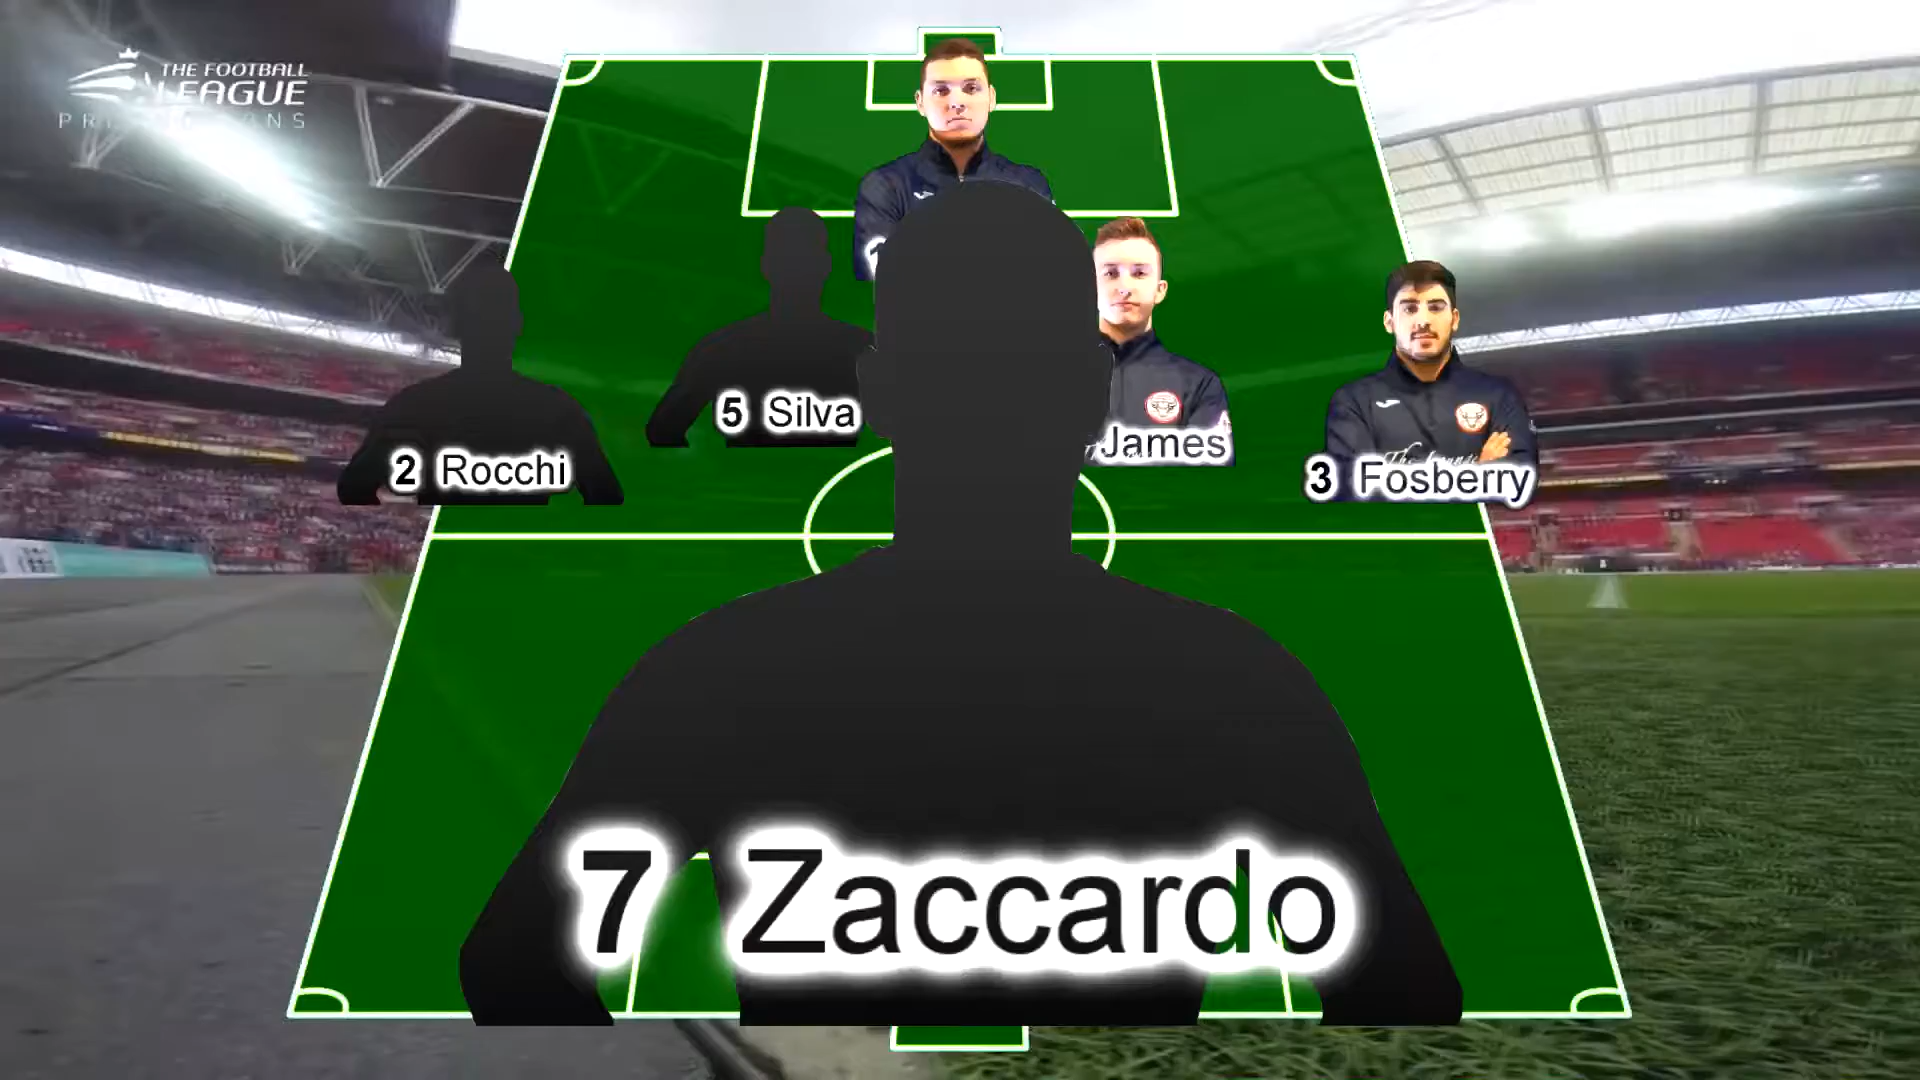 THE FOOTBALL
LEAGUE
5 Silva
James
2 Rocchi
3 Fosberry
7 Zaccardo